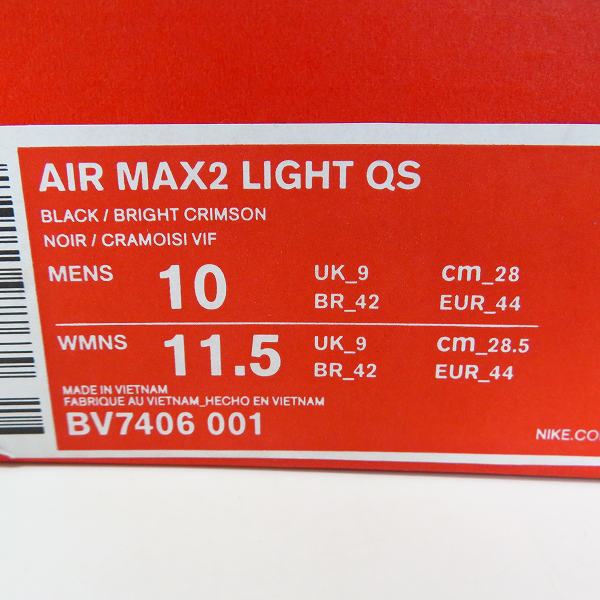 AIR MAX2 LIGHT QS
BLACK / BRIGHT CRIMSON
NOIR / CRAMOISI VIF
MENS 10 UK_9 cm_28
BR_42 EUR_44
WMNS 11.5 UK_9 cm_28.5
BR_42 EUR_44
MADE IN VIETNAM
FABRIQUE AU VIETNAM_HECHO EN VIETNAM
BV7406 001
NIKE.CO